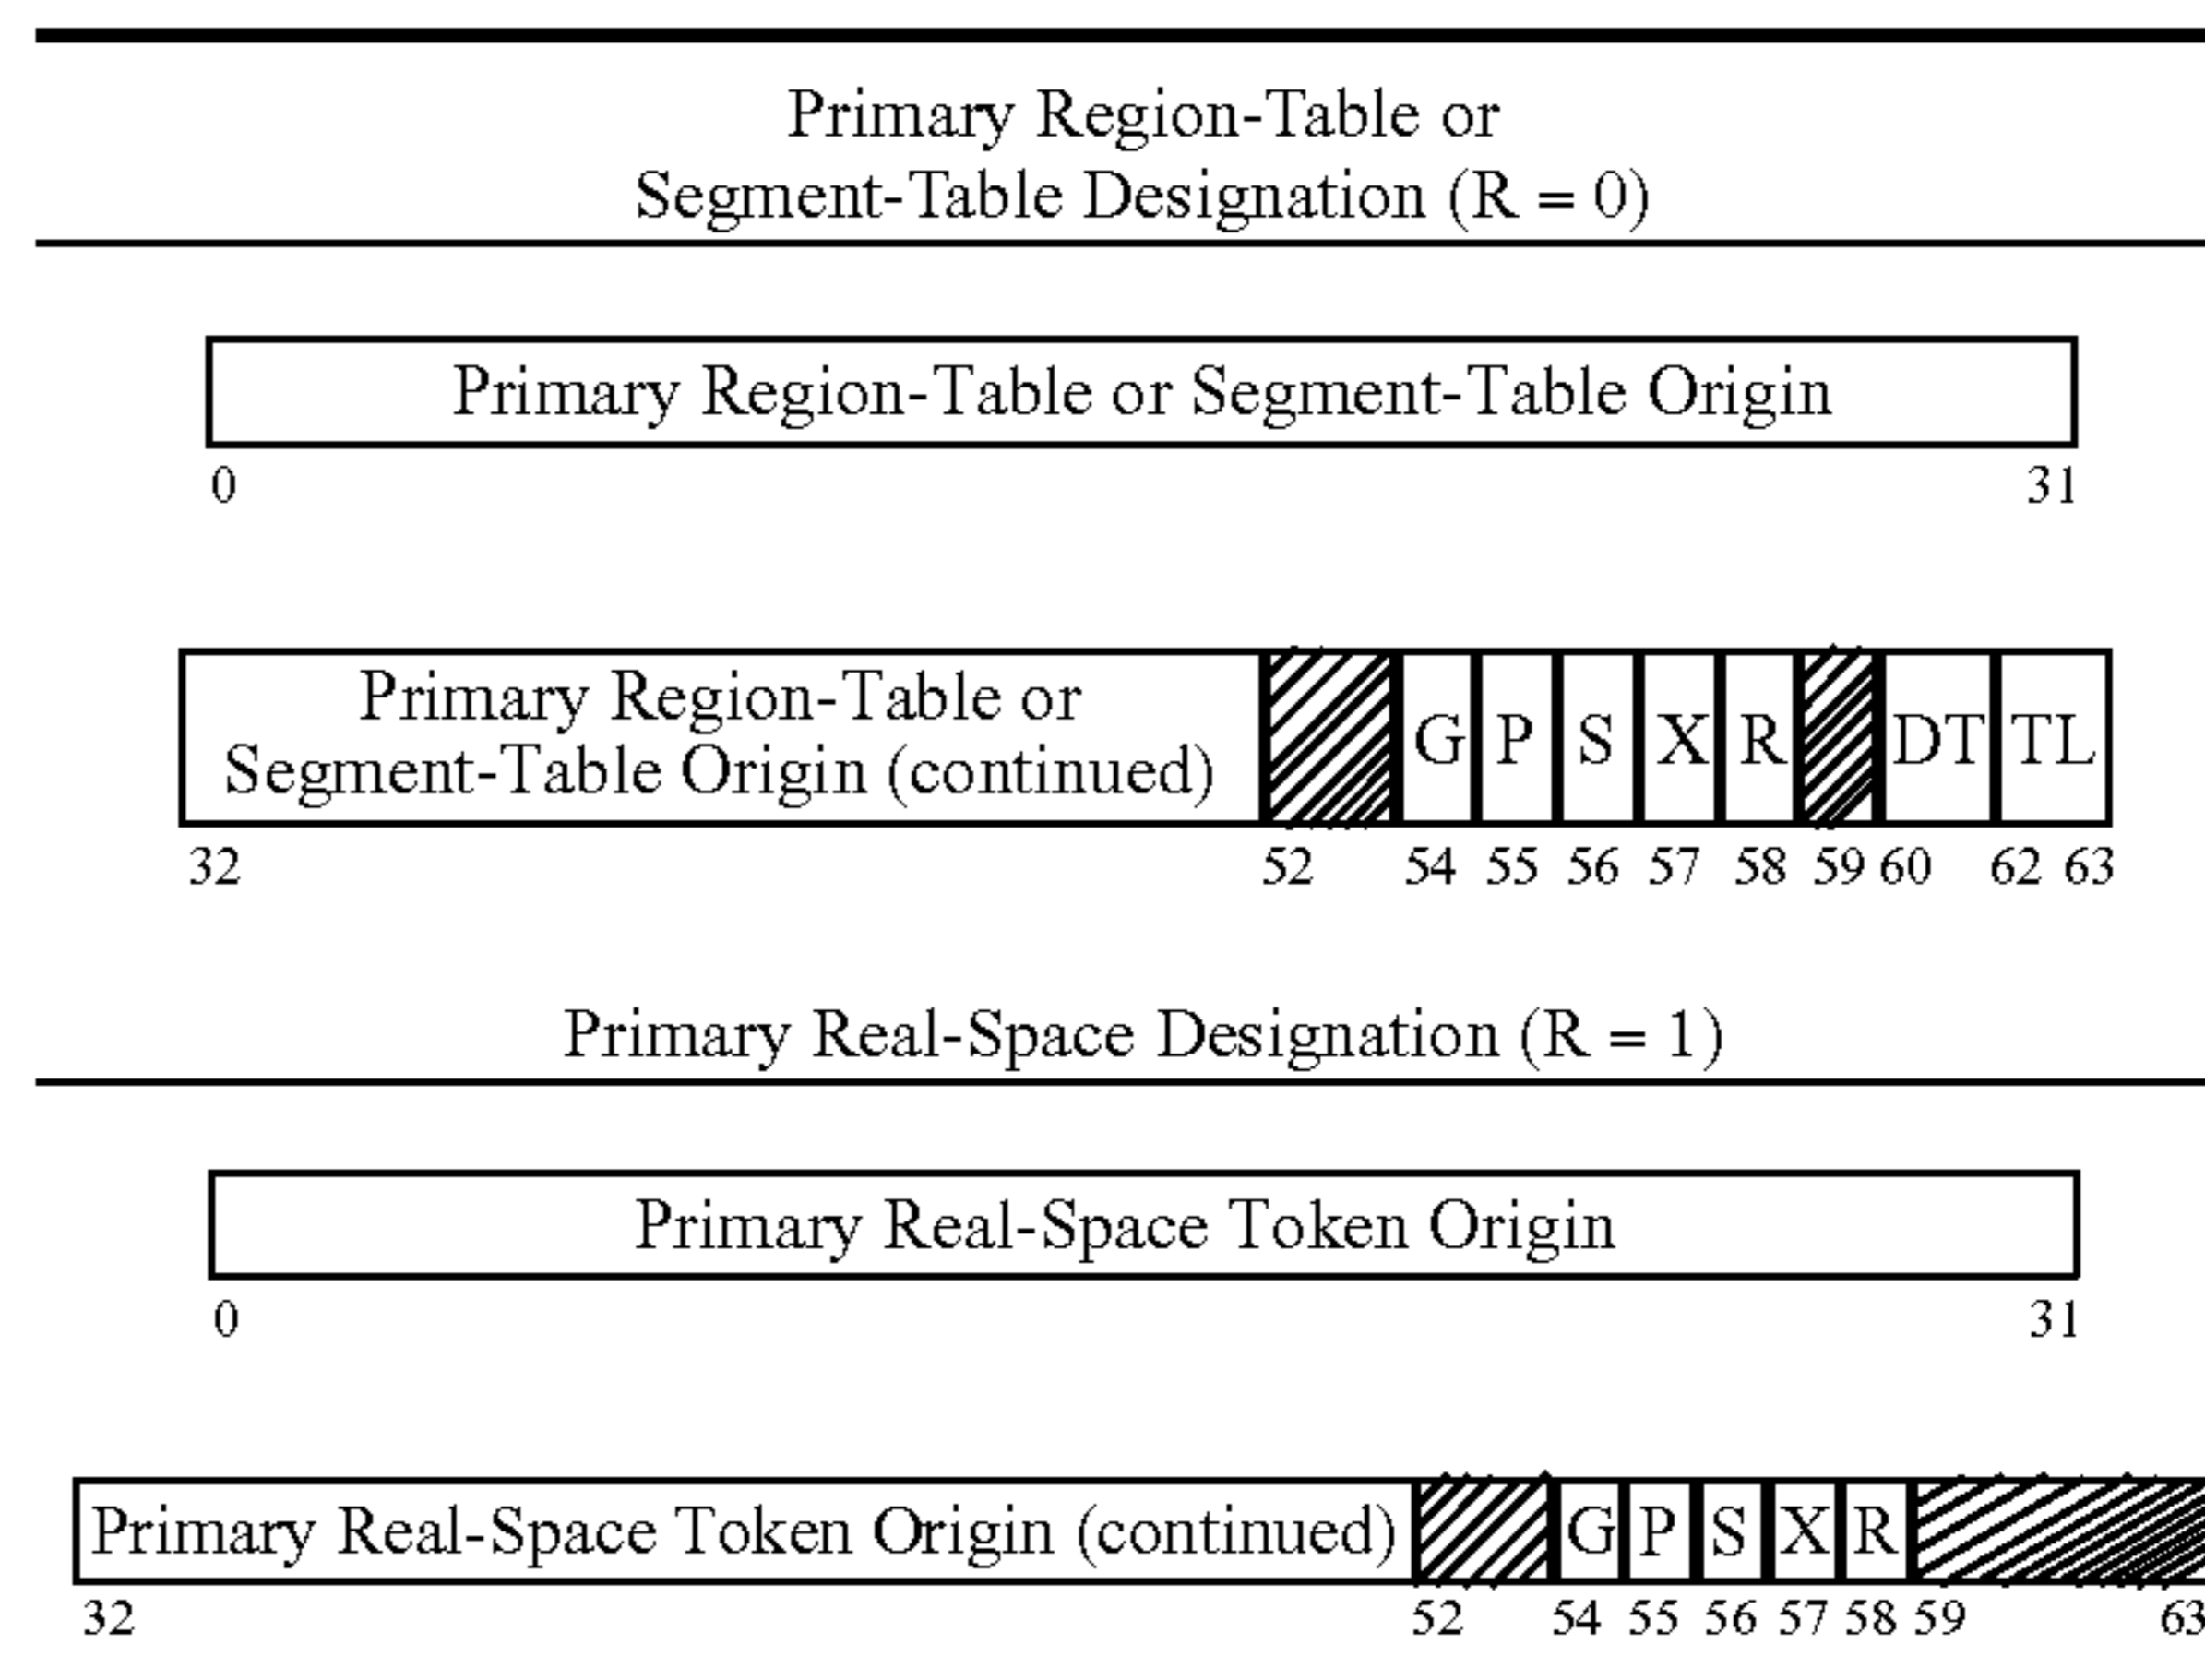 Primary Region-Table or
Segment-Table Designation (R = 0)
Primary Region-Table or Segment-Table Origin
0 31
Primary Region-Table or
Segment-Table Origin (continued)
G P S X R DT TL
32 52 54 55 56 57 58 59 60 62 63
Primary Real-Space Designation (R = 1)
Primary Real-Space Token Origin
0 31
Primary Real-Space Token Origin (continued) G P S X R
32 52 54 55 56 57 58 59 63